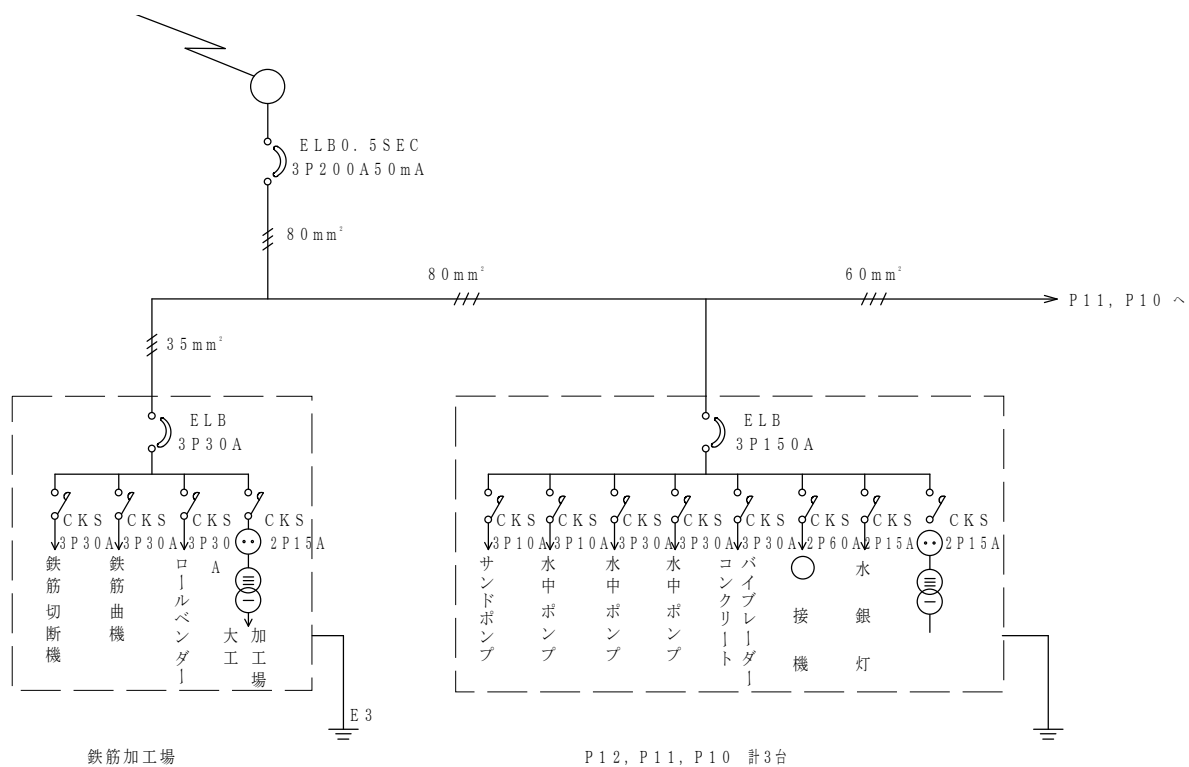 ELB0.5SEC
3P200A50mA
80mm²
80mm²
60mm²
P11,P10へ
35mm²
ELB
3P30A
ELB
3P150A
CKS
3P30A
CKS
3P30A
CKS
3P30
A
CKS
2P15A
CKS
3P10A
CKS
3P10A
CKS
3P30A
CKS
3P30A
CKS
3P30A
CKS
2P60A
CKS
2P15A
CKS
2P15A
鉄筋切断機
鉄筋曲機
ロールベンダー
大工
加工場
サンドポンプ
水中ポンプ
水中ポンプ
水中ポンプ
コンクリート
バイブレーダー
接機
水銀灯
E3
鉄筋加工場
P12,P11,P10 計3台